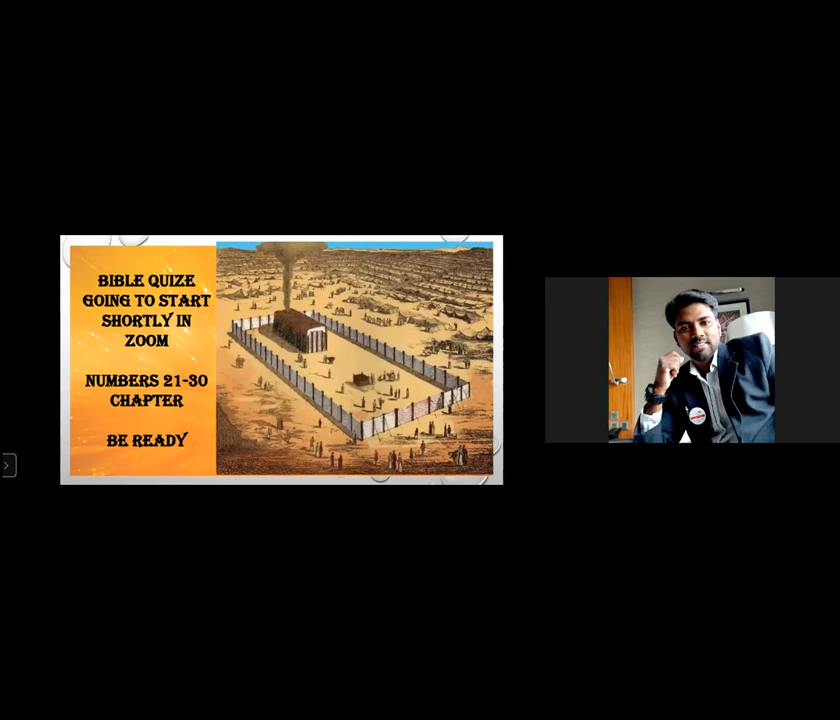 BIBLE QUIZE
GOING TO START
SHORTLY IN
ZOOM
NUMBERS 21-30
CHAPTER
BE READY